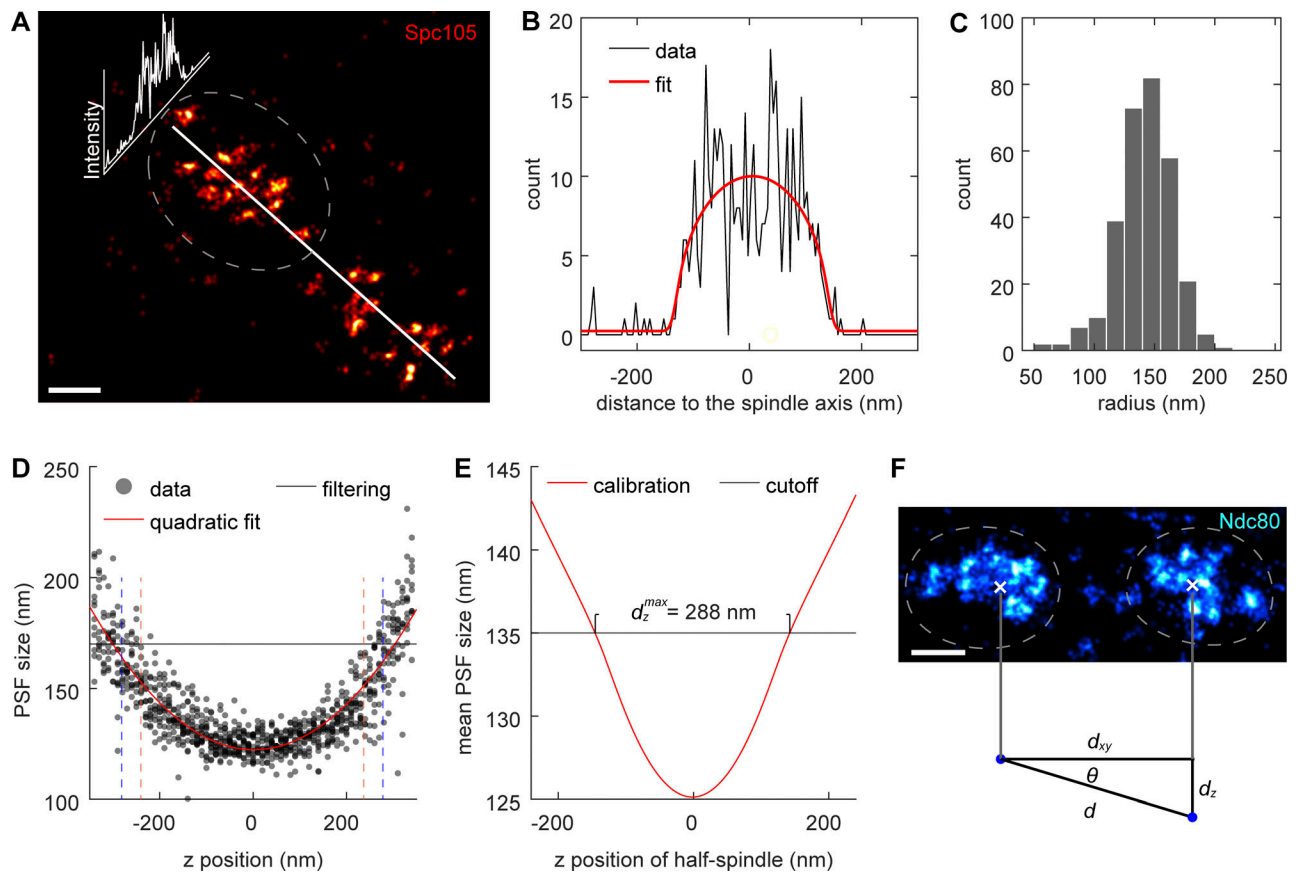 A
Spc105
Intensity
B
20
15
10
5
0
count
data
fit
-200
0
200
distance to the spindle axis (nm)
C
100
80
60
40
20
0
count
50
100
150
200
250
radius (nm)
D
250
200
150
100
PSF size (nm)
data
filtering
quadratic fit
-200
0
200
z position (nm)
E
145
140
135
130
125
mean PSF size (nm)
calibration
cutoff
d_z^max = 288 nm
-200
0
200
z position of half-spindle (nm)
F
Ndc80
d_xy
θ
d_z
d